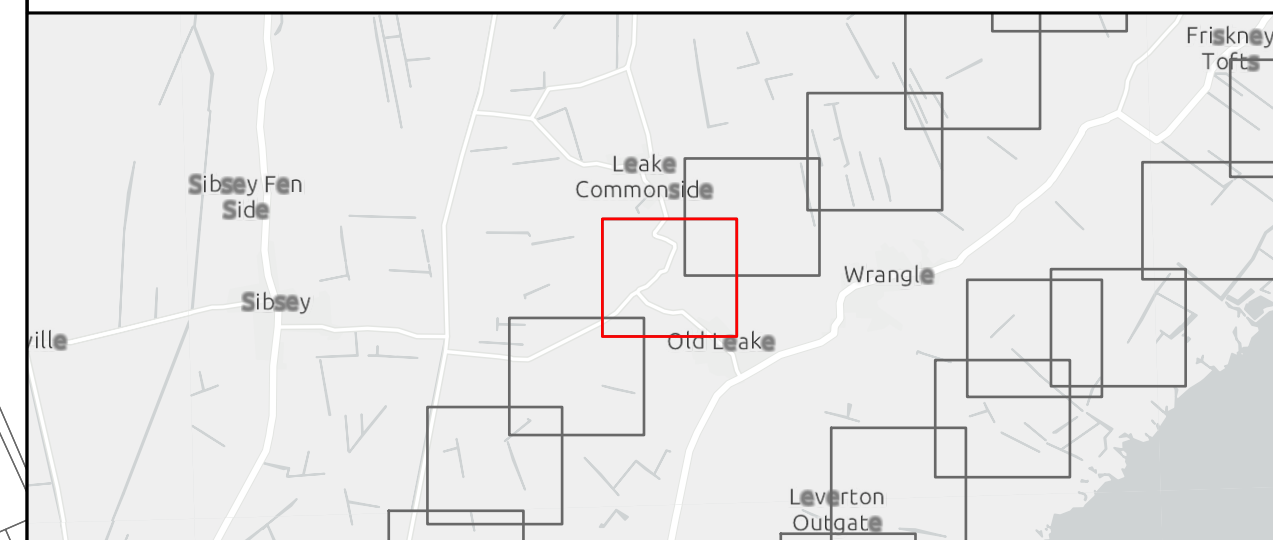 Friskney
Tofts
Leake
Commonside
Sibsey Fen
Side
Wrangle
Sibsey
ville
Old Leake
Leverton
Outgate